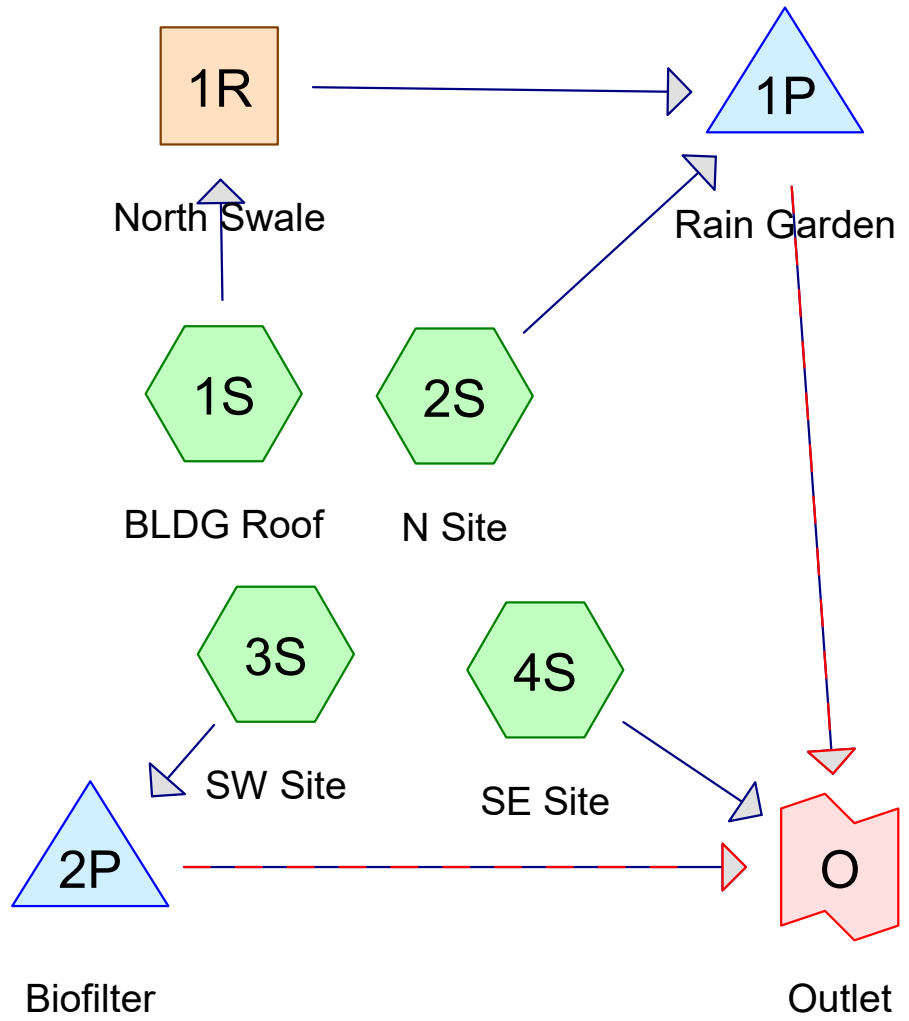 1R
North Swale
1P
Rain Garden
1S
BLDG Roof
2S
N Site
3S
SW Site
4S
SE Site
2P
Biofilter
O
Outlet